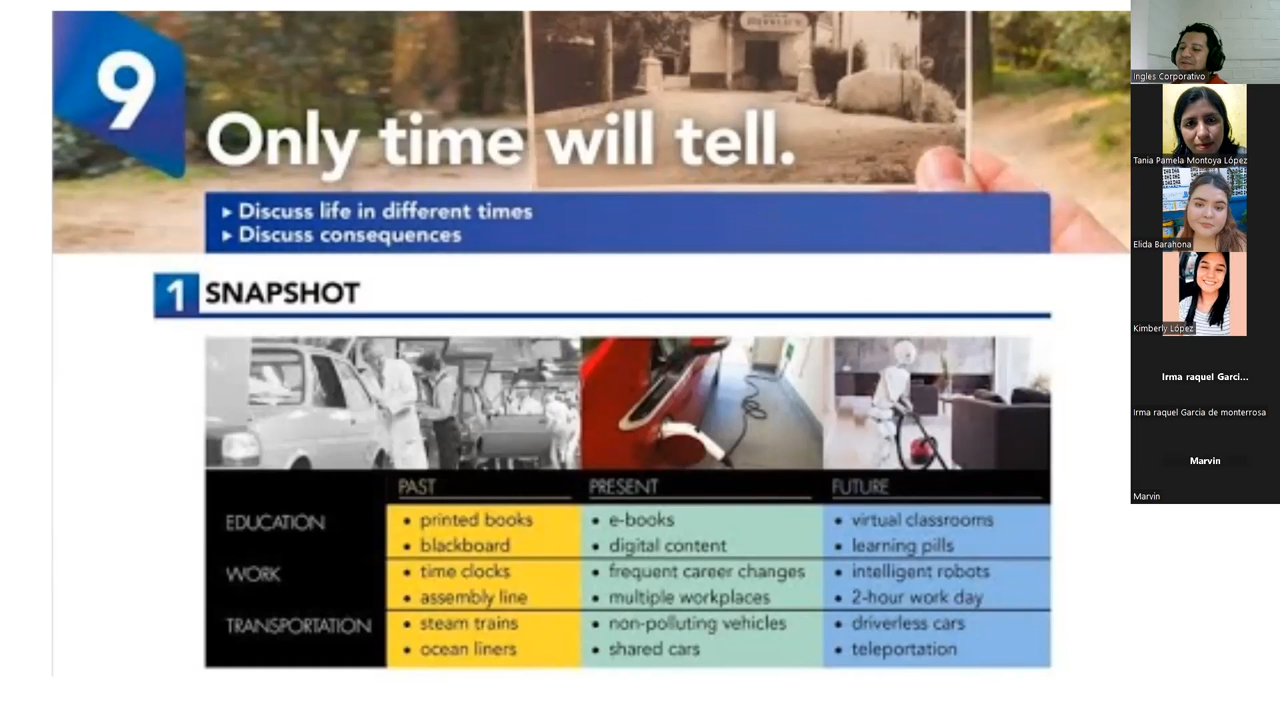 9
Only time will tell.
▸ Discuss life in different times
▸ Discuss consequences
1 SNAPSHOT
PAST PRESENT FUTURE
EDUCATION
• printed books • e-books • virtual classrooms
• blackboard • digital content • learning pills
WORK
• time clocks • frequent career changes • intelligent robots
• assembly line • multiple workplaces • 2-hour work day
TRANSPORTATION
• steam trains • non-polluting vehicles • driverless cars
• ocean liners • shared cars • teleportation
Ingles Corporativo
Tania Pamela Montoya López
Elida Barahona
Kimberly López
Irma raquel Garci...
Irma raquel Garcia de monterrosa
Marvin
Marvin